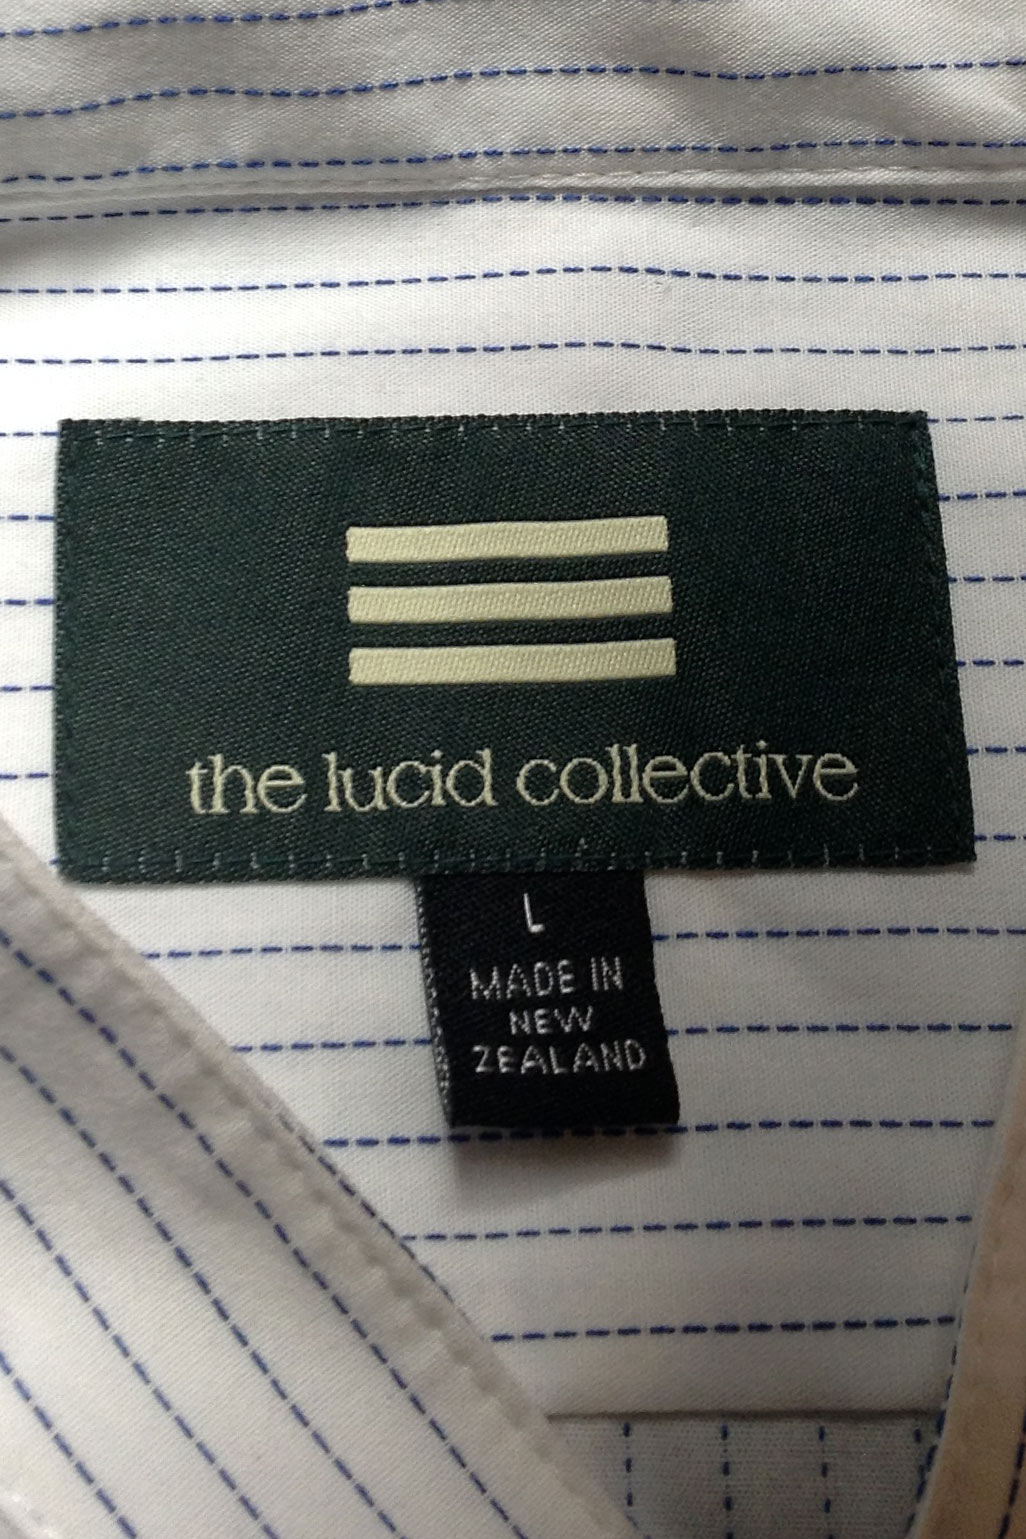 the lucid collective
L
MADE IN
NEW
ZEALAND